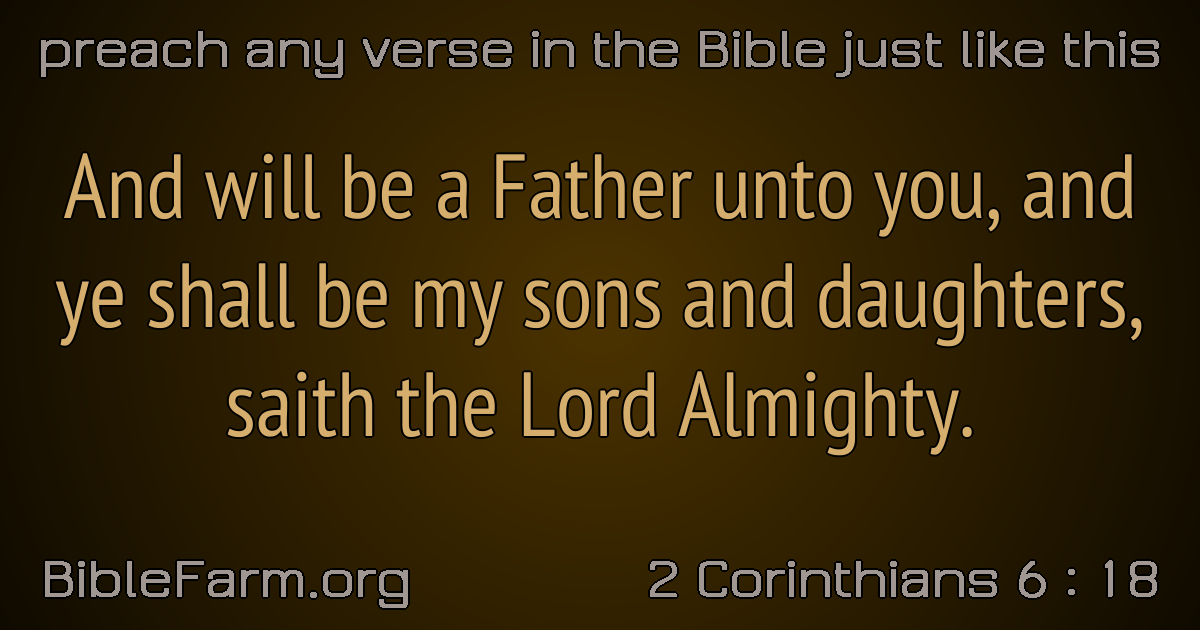 preach any verse in the Bible just like this
And will be a Father unto you, and
ye shall be my sons and daughters,
saith the Lord Almighty.
BibleFarm.org
2 Corinthians 6 : 18